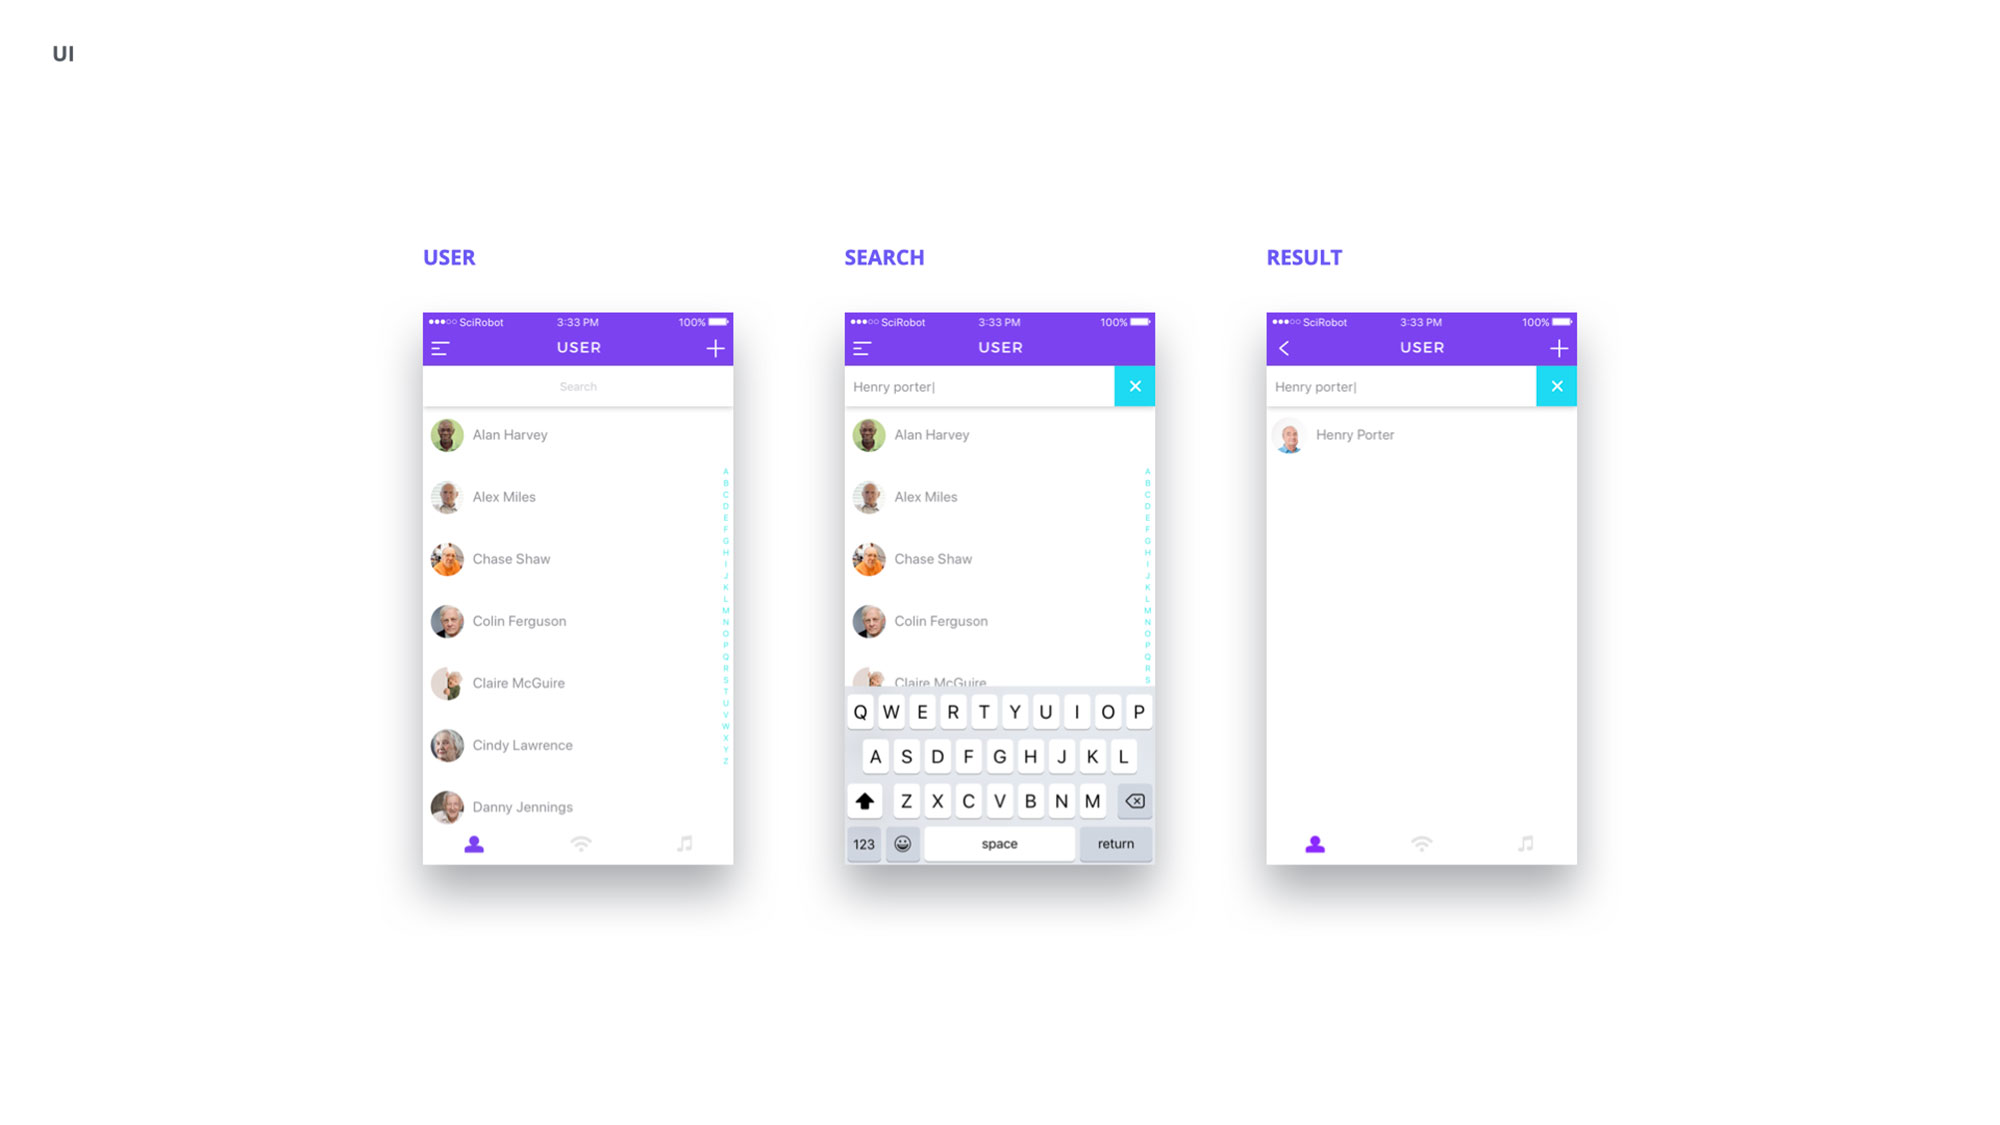 UI
USER
SciRobot 3:33 PM 100%
USER
Search
Alan Harvey
Alex Miles
Chase Shaw
Colin Ferguson
Claire McGuire
Cindy Lawrence
Danny Jennings
A
B
C
D
E
F
G
H
I
J
K
L
M
N
O
P
Q
R
S
T
U
V
W
X
Y
Z
SEARCH
SciRobot 3:33 PM 100%
USER
Henry porter|
Alan Harvey
Alex Miles
Chase Shaw
Colin Ferguson
Claire McGuire
A
B
C
D
E
F
G
H
I
J
K
L
M
N
O
P
Q
R
S
Q W E R T Y U I O P
A S D F G H J K L
Z X C V B N M
123 space return
RESULT
SciRobot 3:33 PM 100%
USER
Henry porter|
Henry Porter